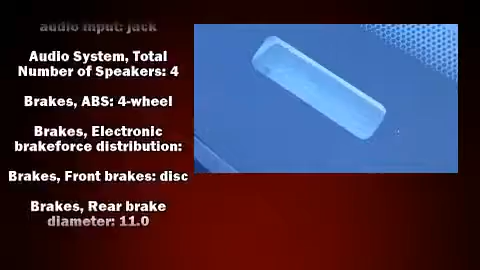 audio input: jack
Audio System, Total
Number of Speakers: 4
Brakes, ABS: 4-wheel
Brakes, Electronic
brakeforce distribution:
Brakes, Front brakes: disc
Brakes, Rear brake
diameter: 11.0